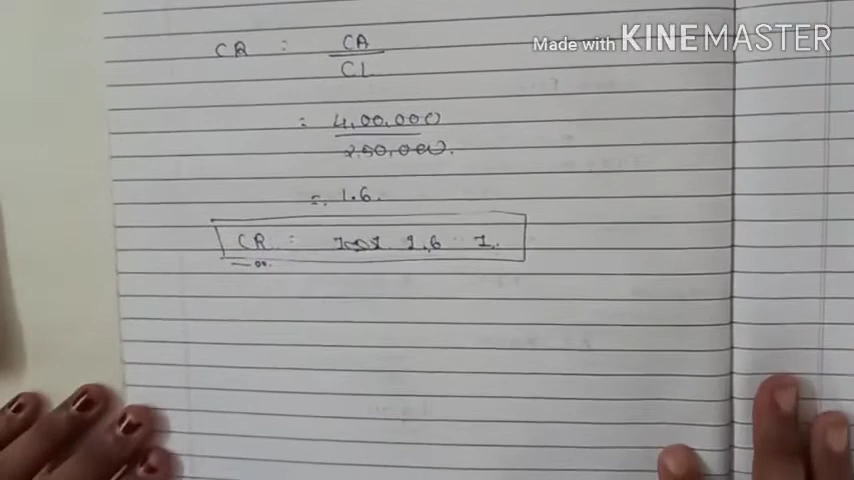 Made with KINEMASTER
CR = CA
CL
= 4,00,000
2,50,000.
= 1.6.
CR = 1.6 1.